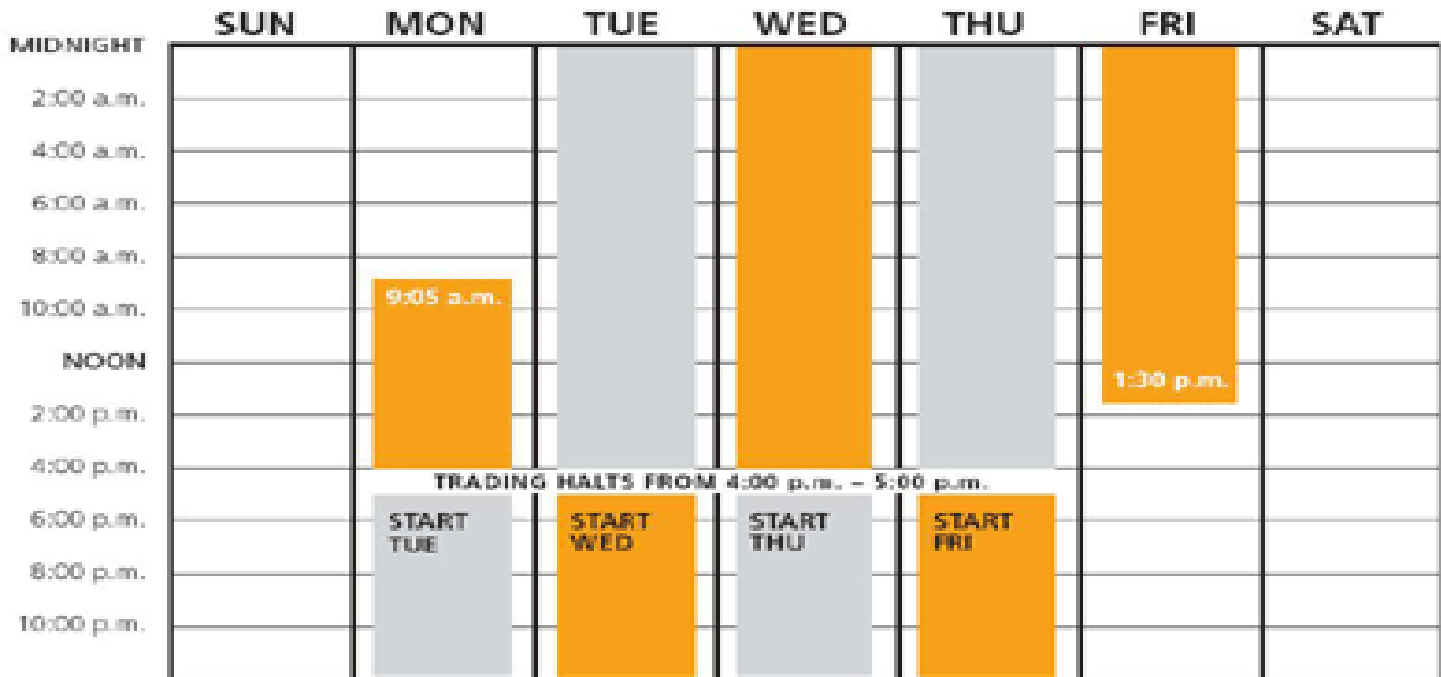 SUN MON TUE WED THU FRI SAT
MIDNIGHT
2:00 a.m.
4:00 a.m.
6:00 a.m.
8:00 a.m.
9:05 a.m.
10:00 a.m.
NOON
1:30 p.m.
2:00 p.m.
4:00 p.m.
TRADING HALTS FROM 4:00 p.m. – 5:00 p.m.
6:00 p.m.
START TUE
START WED
START THU
START FRI
8:00 p.m.
10:00 p.m.